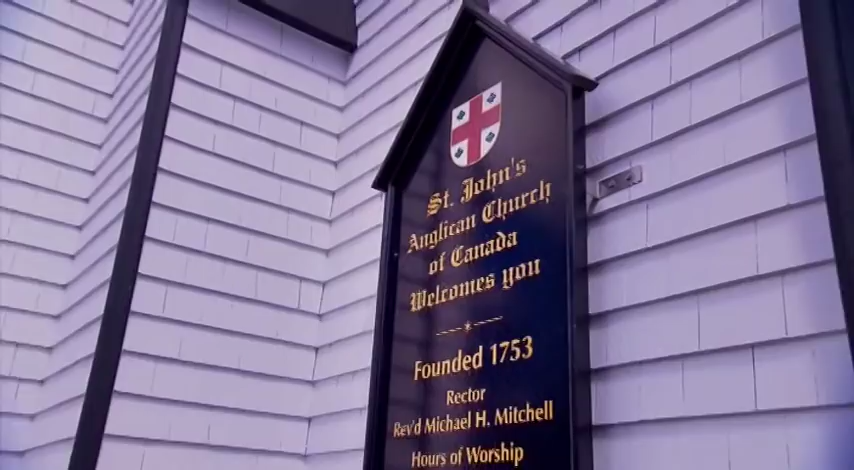 St. John's
Anglican Church
of Canada
Welcomes you
Founded 1753
Rector
Rev'd Michael H. Mitchell
Hours of Worship